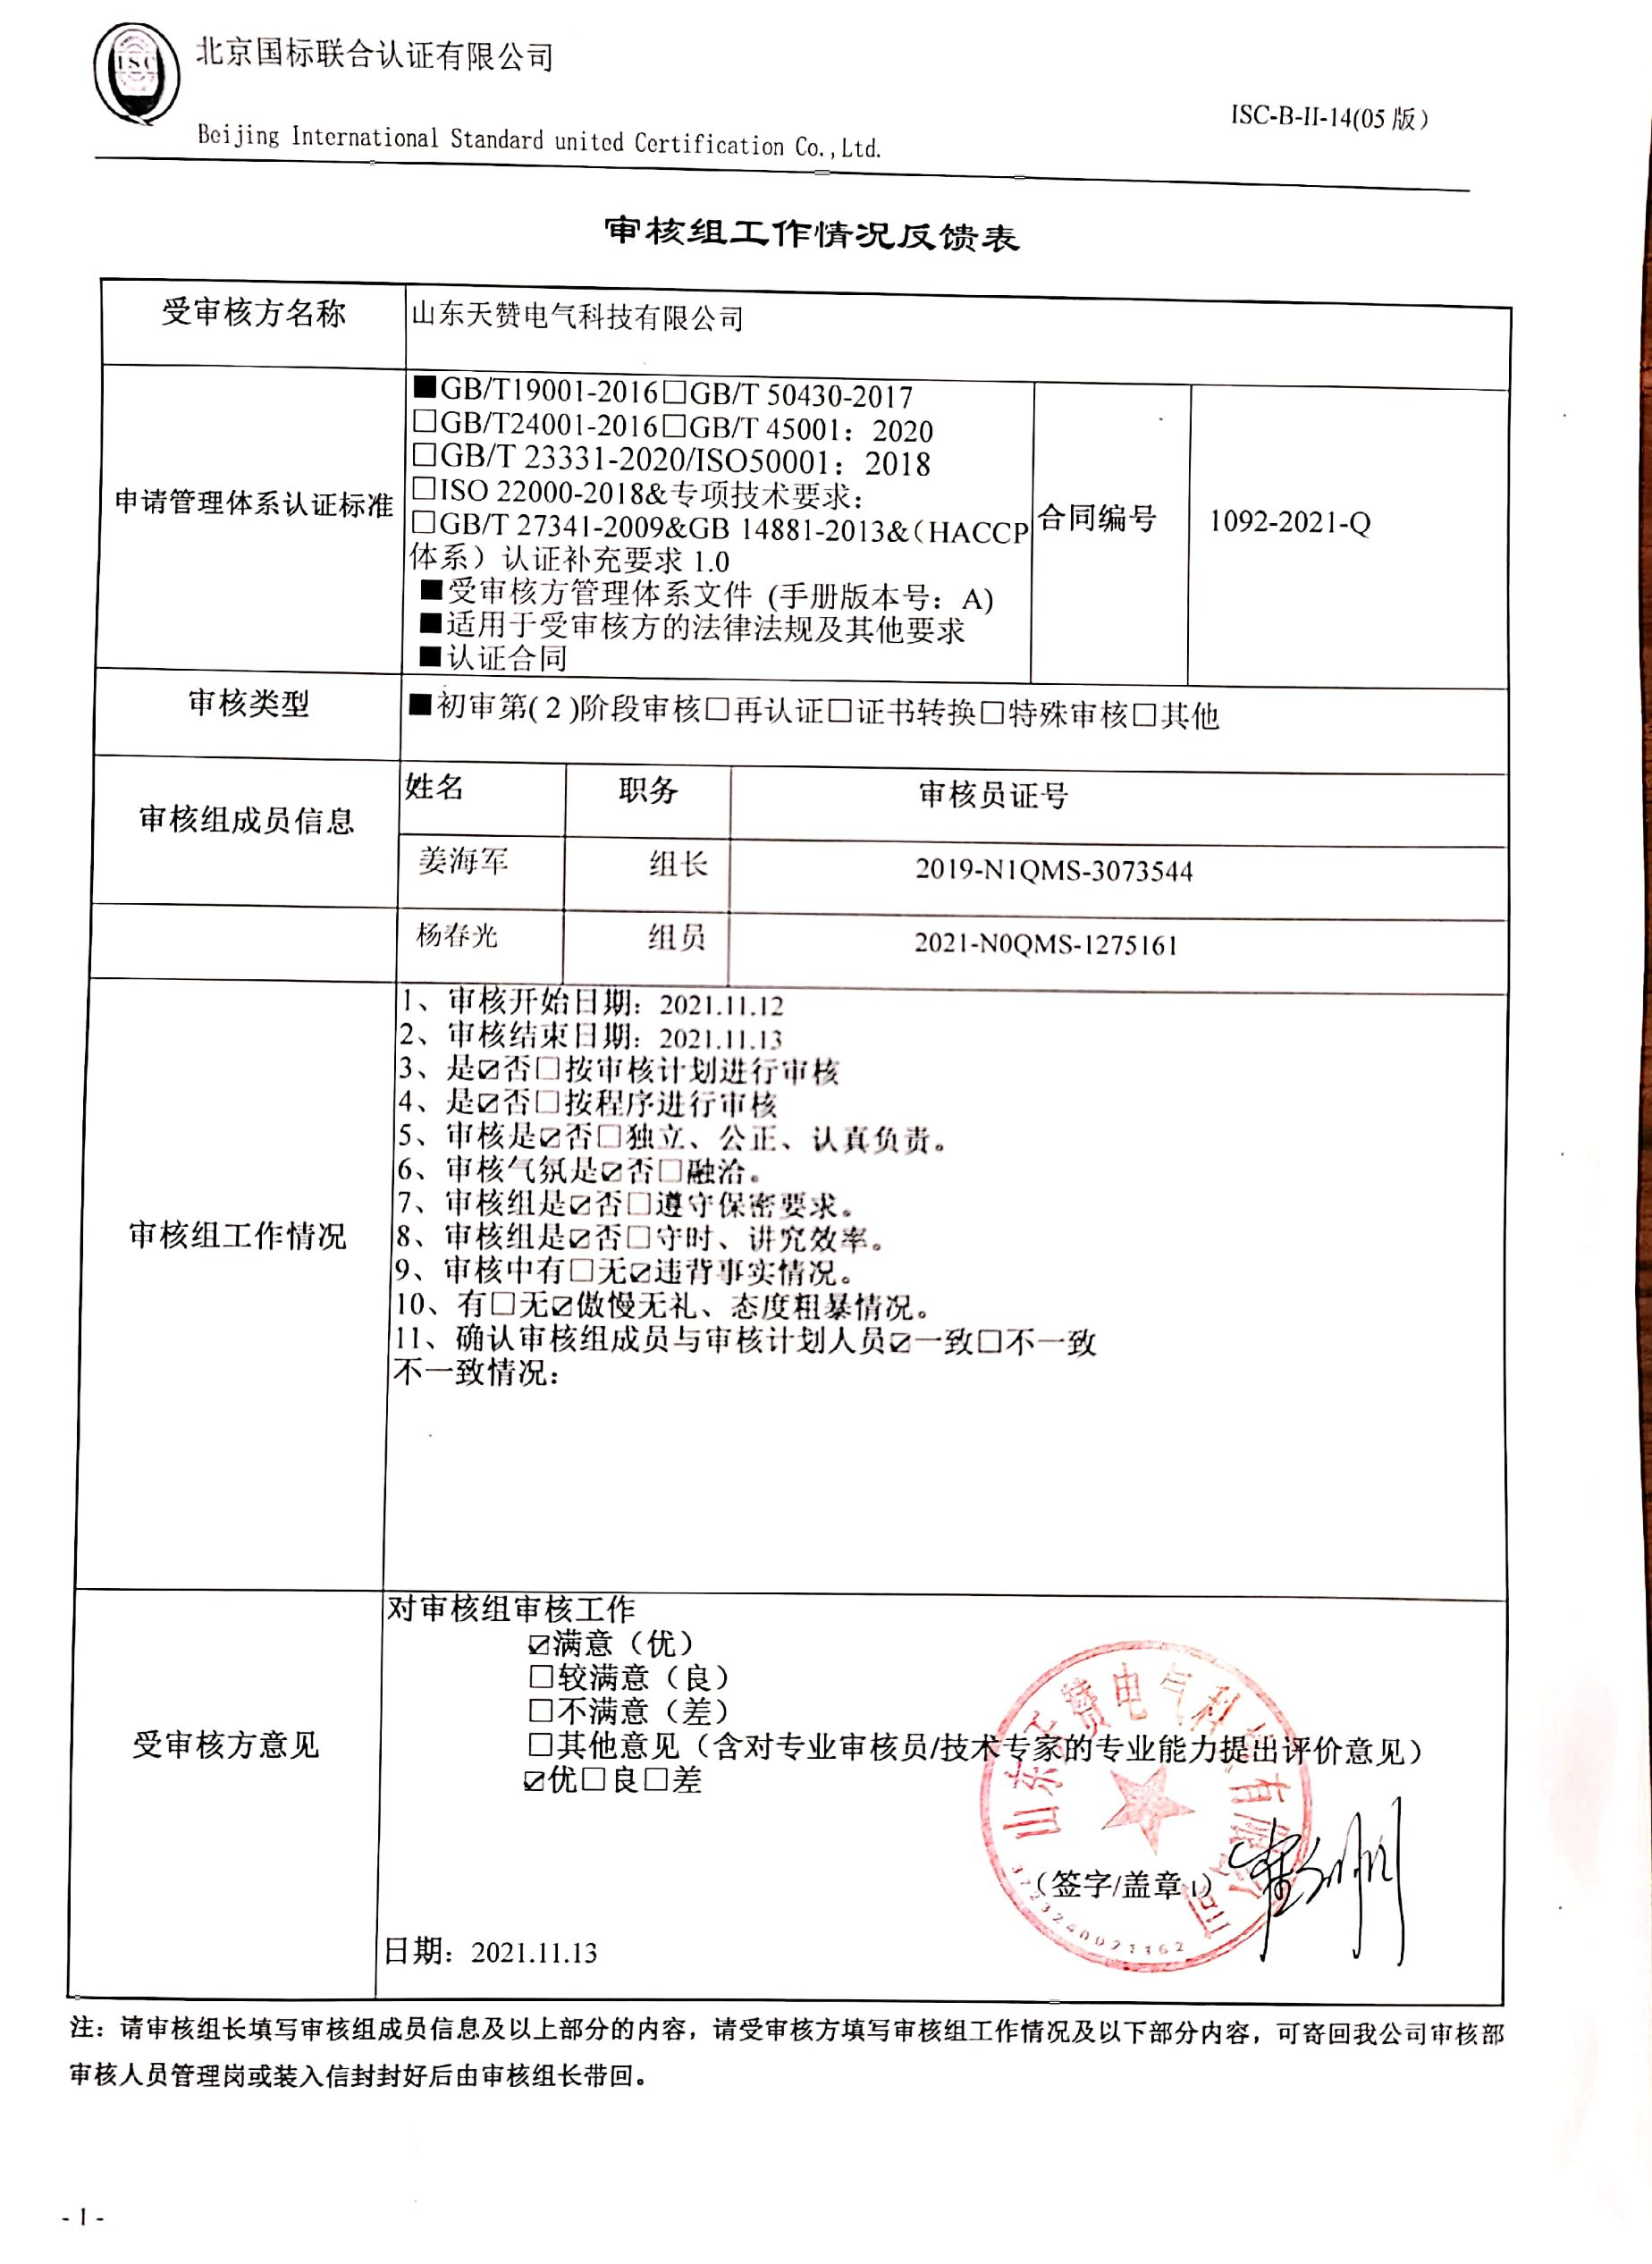 ISC
北京国标联合认证有限公司
ISC-B-II-14(05 版）
Beijing International Standard united Certification Co.,Ltd.
审核组工作情况反馈表
受审核方名称
山东天赞电气科技有限公司
申请管理体系认证标准
■GB/T19001-2016□GB/T 50430-2017
□GB/T24001-2016□GB/T 45001：2020
□GB/T 23331-2020/ISO50001：2018
□ISO 22000-2018&专项技术要求：
□GB/T 27341-2009&GB 14881-2013&（HACCP
体系）认证补充要求 1.0
■受审核方管理体系文件 (手册版本号：A)
■适用于受审核方的法律法规及其他要求
■认证合同
合同编号
1092-2021-Q
审核类型
■初审第( 2 )阶段审核□再认证□证书转换□特殊审核□其他
审核组成员信息
姓名 职务 审核员证号
姜海军 组长 2019-N1QMS-3073544
杨春光 组员 2021-N0QMS-1275161
审核组工作情况
1、审核开始日期：2021.11.12
2、审核结束日期：2021.11.13
3、是☑否□按审核计划进行审核
4、是☑否□按程序进行审核
5、审核是☑否□独立、公正、认真负责。
6、审核气氛是☑否□融洽。
7、审核组是☑否□遵守保密要求。
8、审核组是☑否□守时、讲究效率。
9、审核中有□无☑违背事实情况。
10、有□无☑傲慢无礼、态度粗暴情况。
11、确认审核组成员与审核计划人员☑一致□不一致
不一致情况：
受审核方意见
对审核组审核工作
☑满意（优）
□较满意（良）
□不满意（差）
□其他意见（含对专业审核员/技术专家的专业能力提出评价意见）
☑优□良□差
（签字/盖章）
日期：2021.11.13
注：请审核组长填写审核组成员信息及以上部分的内容，请受审核方填写审核组工作情况及以下部分内容，可寄回我公司审核部
审核人员管理岗或装入信封封好后由审核组长带回。
- 1 -